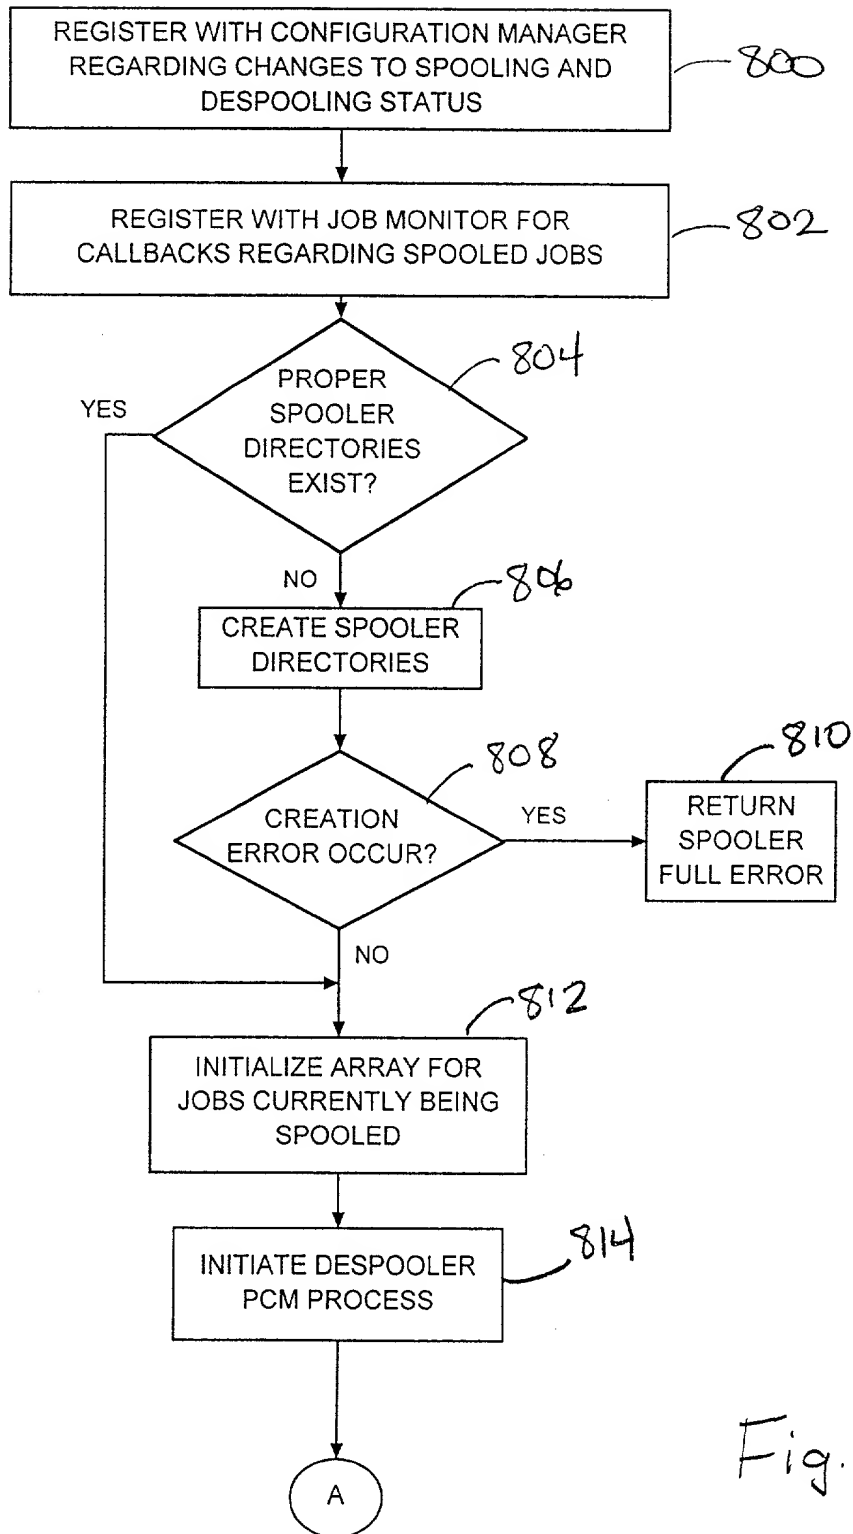 REGISTER WITH CONFIGURATION MANAGER
REGARDING CHANGES TO SPOOLING AND
DESPOOLING STATUS
800
REGISTER WITH JOB MONITOR FOR
CALLBACKS REGARDING SPOOLED JOBS
802
PROPER
SPOOLER
DIRECTORIES
EXIST?
804
YES
NO
806
CREATE SPOOLER
DIRECTORIES
808
CREATION
ERROR OCCUR?
YES
810
RETURN
SPOOLER
FULL ERROR
NO
812
INITIALIZE ARRAY FOR
JOBS CURRENTLY BEING
SPOOLED
814
INITIATE DESPOOLER
PCM PROCESS
A
Fig.